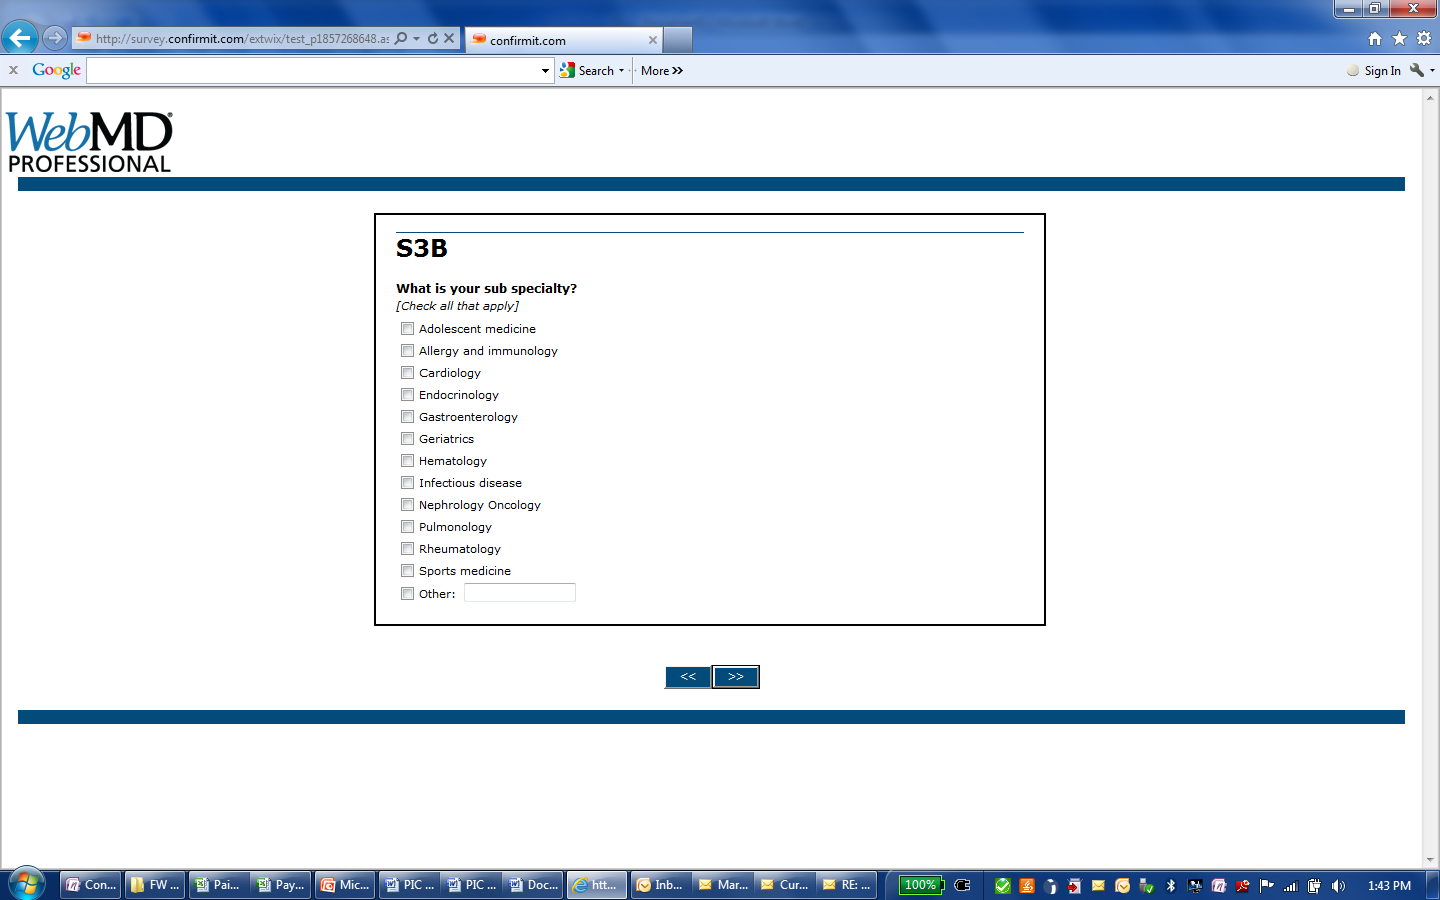 http://survey.confirmit.com/extwix/test_p1857268648.as
confirmit.com
Google
Search
More
Sign In
WebMD
PROFESSIONAL
S3B
What is your sub specialty?
[Check all that apply]
Adolescent medicine
Allergy and immunology
Cardiology
Endocrinology
Gastroenterology
Geriatrics
Hematology
Infectious disease
Nephrology Oncology
Pulmonology
Rheumatology
Sports medicine
Other:
<< >>
Con... FW ... Pai... Pay... Mic... PIC ... PIC ... Doc... htt... Inb... Mar... Cur... RE: ... 100% 1:43 PM